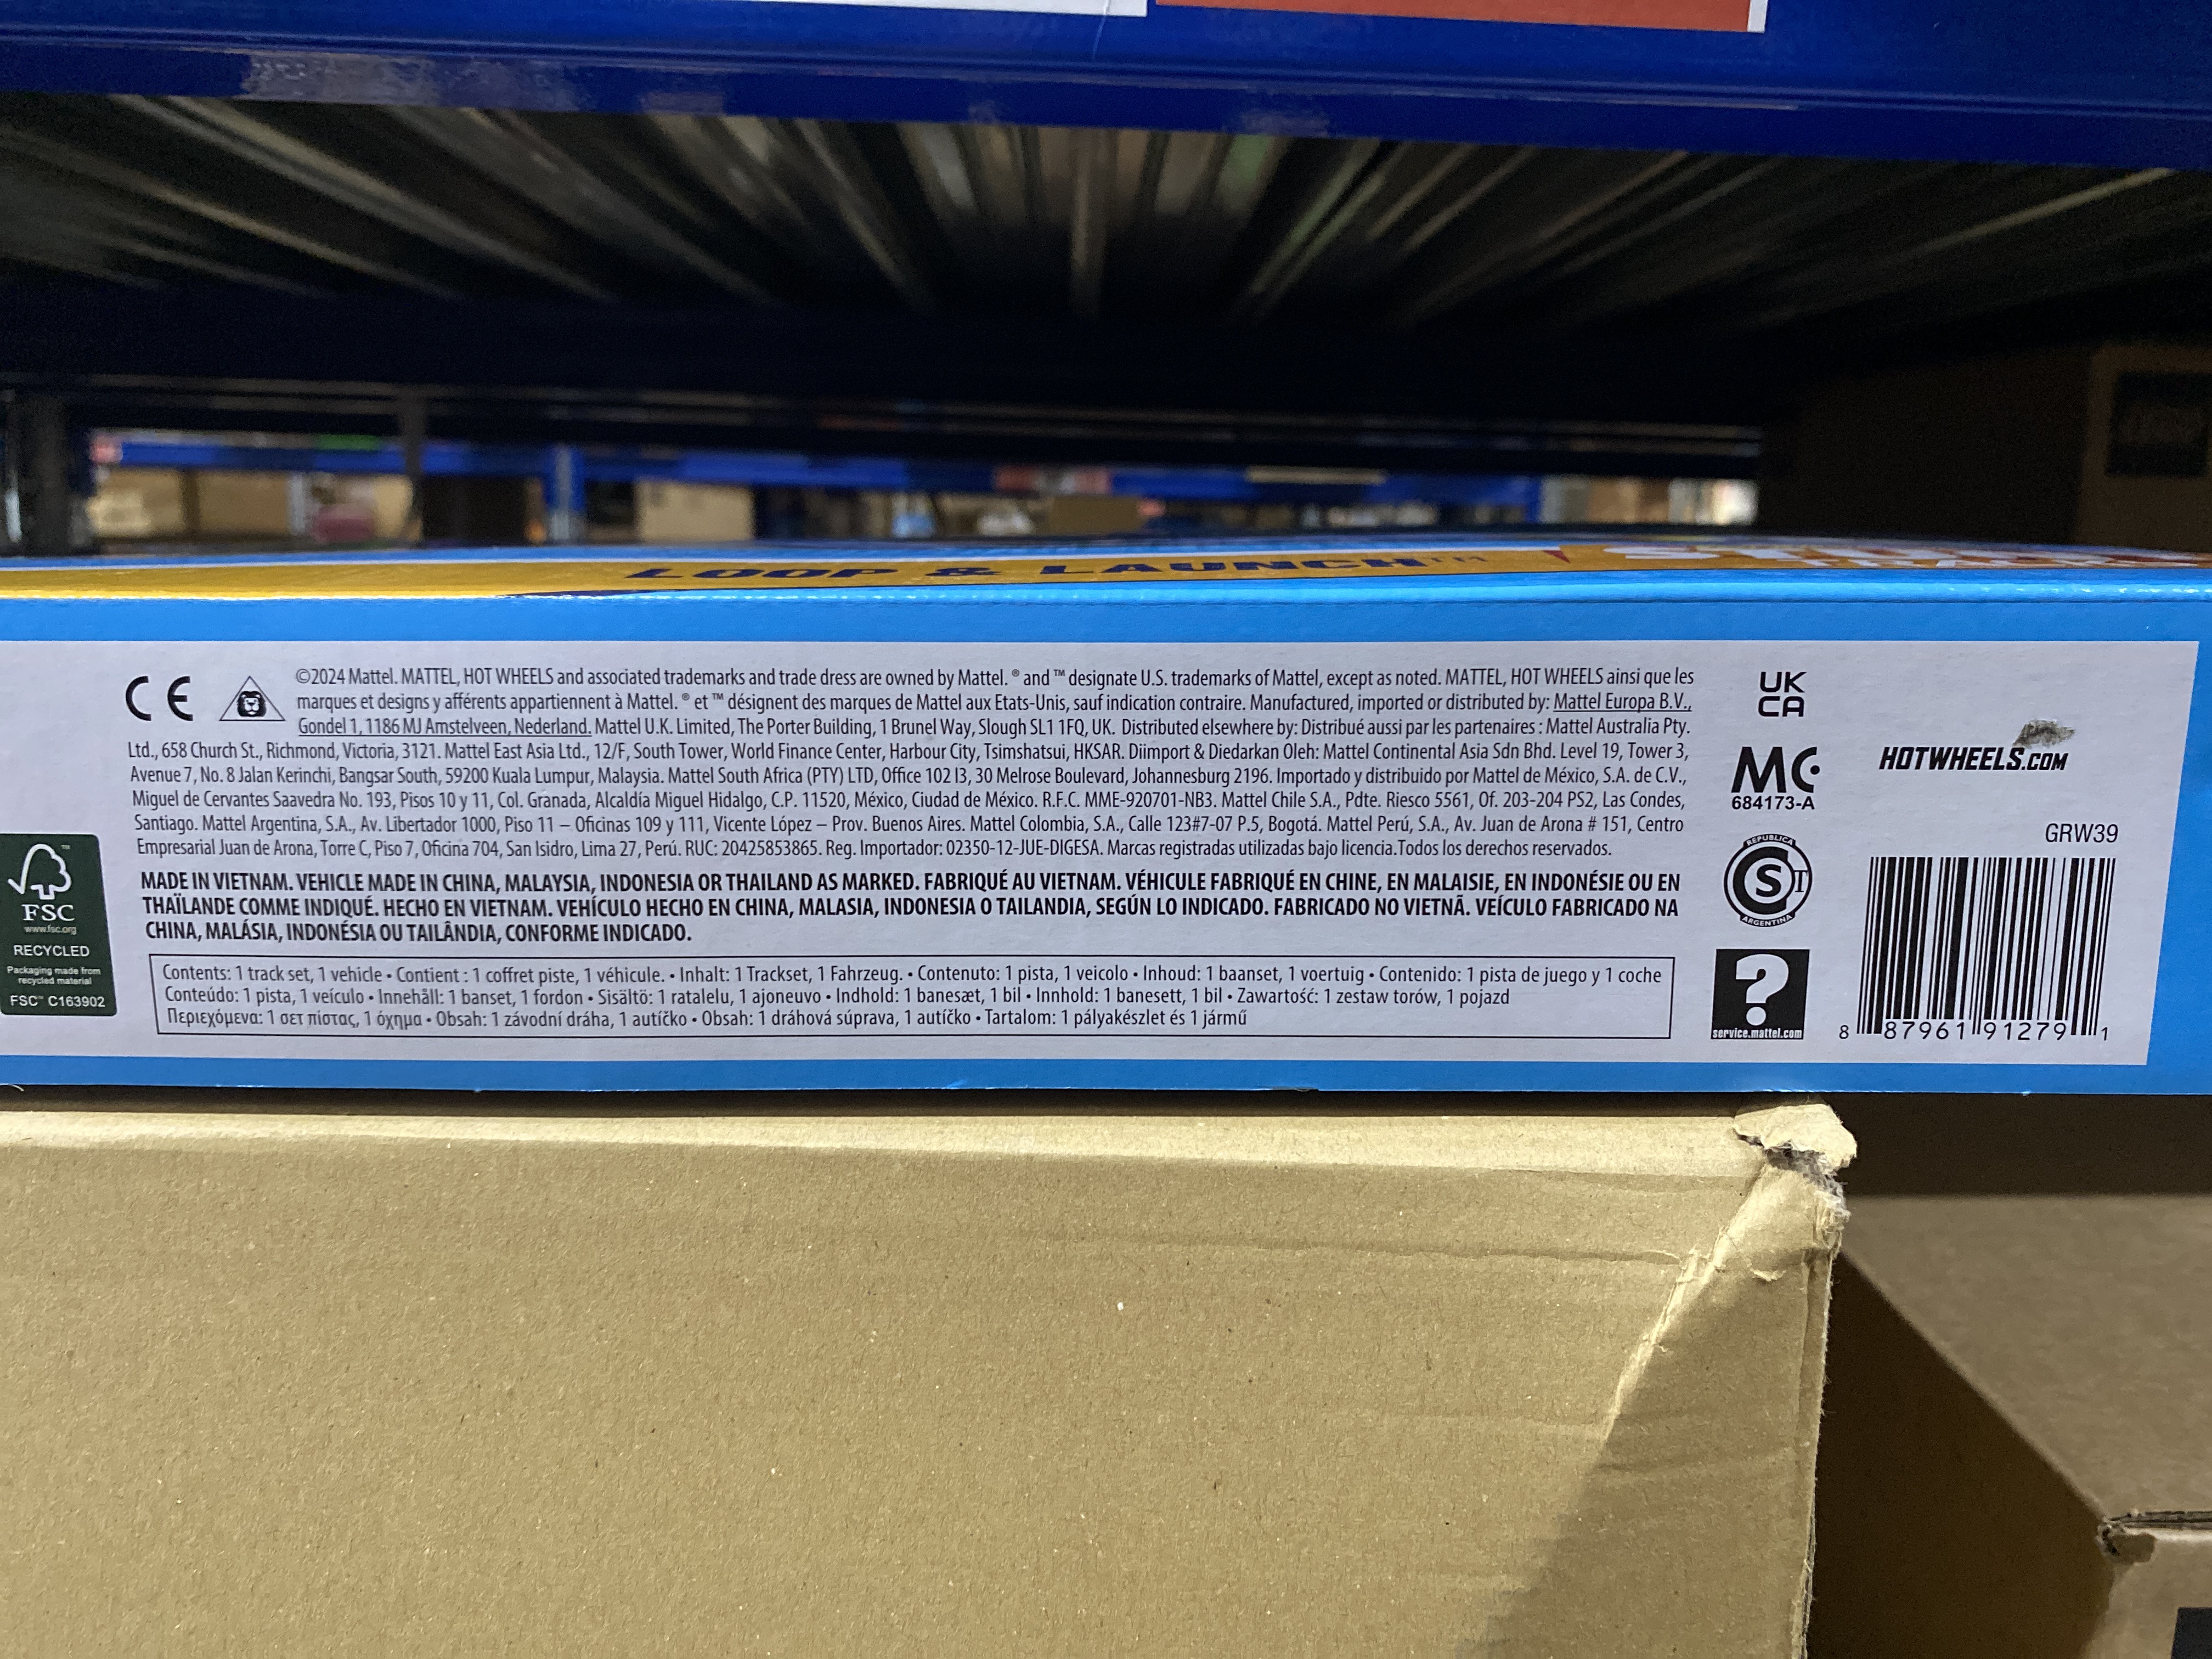 LOOP & LAUNCH™
©2024 Mattel. MATTEL, HOT WHEELS and associated trademarks and trade dress are owned by Mattel. ® and ™ designate U.S. trademarks of Mattel, except as noted. MATTEL, HOT WHEELS ainsi que les
marques et designs y afférents appartiennent à Mattel. ® et ™ désignent des marques de Mattel aux Etats-Unis, sauf indication contraire. Manufactured, imported or distributed by: Mattel Europa B.V.,
Gondel 1, 1186 MJ Amstelveen, Nederland. Mattel U.K. Limited, The Porter Building, 1 Brunel Way, Slough SL1 1FQ, UK. Distributed elsewhere by: Distribué aussi par les partenaires : Mattel Australia Pty.
Ltd., 658 Church St., Richmond, Victoria, 3121. Mattel East Asia Ltd., 12/F, South Tower, World Finance Center, Harbour City, Tsimshatsui, HKSAR. Diimport & Diedarkan Oleh: Mattel Continental Asia Sdn Bhd. Level 19, Tower 3,
Avenue 7, No. 8 Jalan Kerinchi, Bangsar South, 59200 Kuala Lumpur, Malaysia. Mattel South Africa (PTY) LTD, Office 102 I3, 30 Melrose Boulevard, Johannesburg 2196. Importado y distribuido por Mattel de México, S.A. de C.V.,
Miguel de Cervantes Saavedra No. 193, Pisos 10 y 11, Col. Granada, Alcaldía Miguel Hidalgo, C.P. 11520, México, Ciudad de México. R.F.C. MME-920701-NB3. Mattel Chile S.A., Pdte. Riesco 5561, Of. 203-204 PS2, Las Condes,
Santiago. Mattel Argentina, S.A., Av. Libertador 1000, Piso 11 – Oficinas 109 y 111, Vicente López – Prov. Buenos Aires. Mattel Colombia, S.A., Calle 123#7-07 P.5, Bogotá. Mattel Perú, S.A., Av. Juan de Arona # 151, Centro
Empresarial Juan de Arona, Torre C, Piso 7, Oficina 704, San Isidro, Lima 27, Perú. RUC: 20425853865. Reg. Importador: 02350-12-JUE-DIGESA. Marcas registradas utilizadas bajo licencia.Todos los derechos reservados.
MADE IN VIETNAM. VEHICLE MADE IN CHINA, MALAYSIA, INDONESIA OR THAILAND AS MARKED. FABRIQUÉ AU VIETNAM. VÉHICULE FABRIQUÉ EN CHINE, EN MALAISIE, EN INDONÉSIE OU EN
THAÏLANDE COMME INDIQUÉ. HECHO EN VIETNAM. VEHÍCULO HECHO EN CHINA, MALASIA, INDONESIA O TAILANDIA, SEGÚN LO INDICADO. FABRICADO NO VIETNÃ. VEÍCULO FABRICADO NA
CHINA, MALÁSIA, INDONÉSIA OU TAILÂNDIA, CONFORME INDICADO.
Contents: 1 track set, 1 vehicle • Contient : 1 coffret piste, 1 véhicule. • Inhalt: 1 Trackset, 1 Fahrzeug. • Contenuto: 1 pista, 1 veicolo • Inhoud: 1 baanset, 1 voertuig • Contenido: 1 pista de juego y 1 coche
Conteúdo: 1 pista, 1 veículo • Innehåll: 1 banset, 1 fordon • Sisältö: 1 ratalelu, 1 ajoneuvo • Indhold: 1 banesæt, 1 bil • Innhold: 1 banesett, 1 bil • Zawartość: 1 zestaw torów, 1 pojazd
Περιεχόμενα: 1 σετ πίστας, 1 όχημα • Obsah: 1 závodní dráha, 1 autíčko • Obsah: 1 dráhová súprava, 1 autíčko • Tartalom: 1 pályakészlet és 1 jármű
CE
FSC™
www.fsc.org
RECYCLED
Packaging made from
recycled material
FSC™ C163902
UK
CA
MC
684173-A
REPUBLICA
S
T
ARGENTINA
?
service.mattel.com
HOTWHEELS.COM
GRW39
8 87961 91279 1